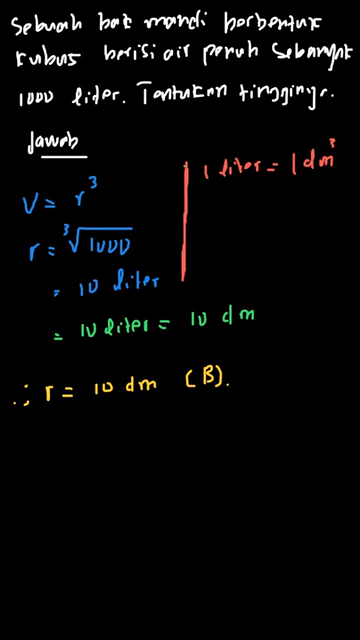 Sebuah bak mandi berbentuk
kubus berisi air penuh sebanyak
1000 liter. Tentukan tingginya.
Jawab
1 liter = 1 dm³
V = r³
r = ³√1000
= 10 liter
= 10 liter = 10 dm
∴ r = 10 dm (B).